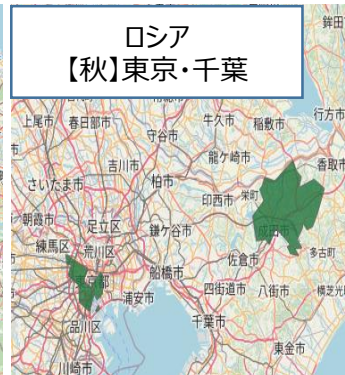 ロシア
【秋】東京・千葉
鉾田
上尾市
春日部市
牛久市
稲敷市
行方市
守谷市
龍ケ崎市
香取市
吉川市
さいたま市
柏市
印西市
栄町
朝霞市
足立区
鎌ケ谷市
成田市
練馬区
荒川区
多古町
佐倉市
船橋市
浦安市
四街道市
八街市
横芝光
品川区
千葉市
東金市
川崎市